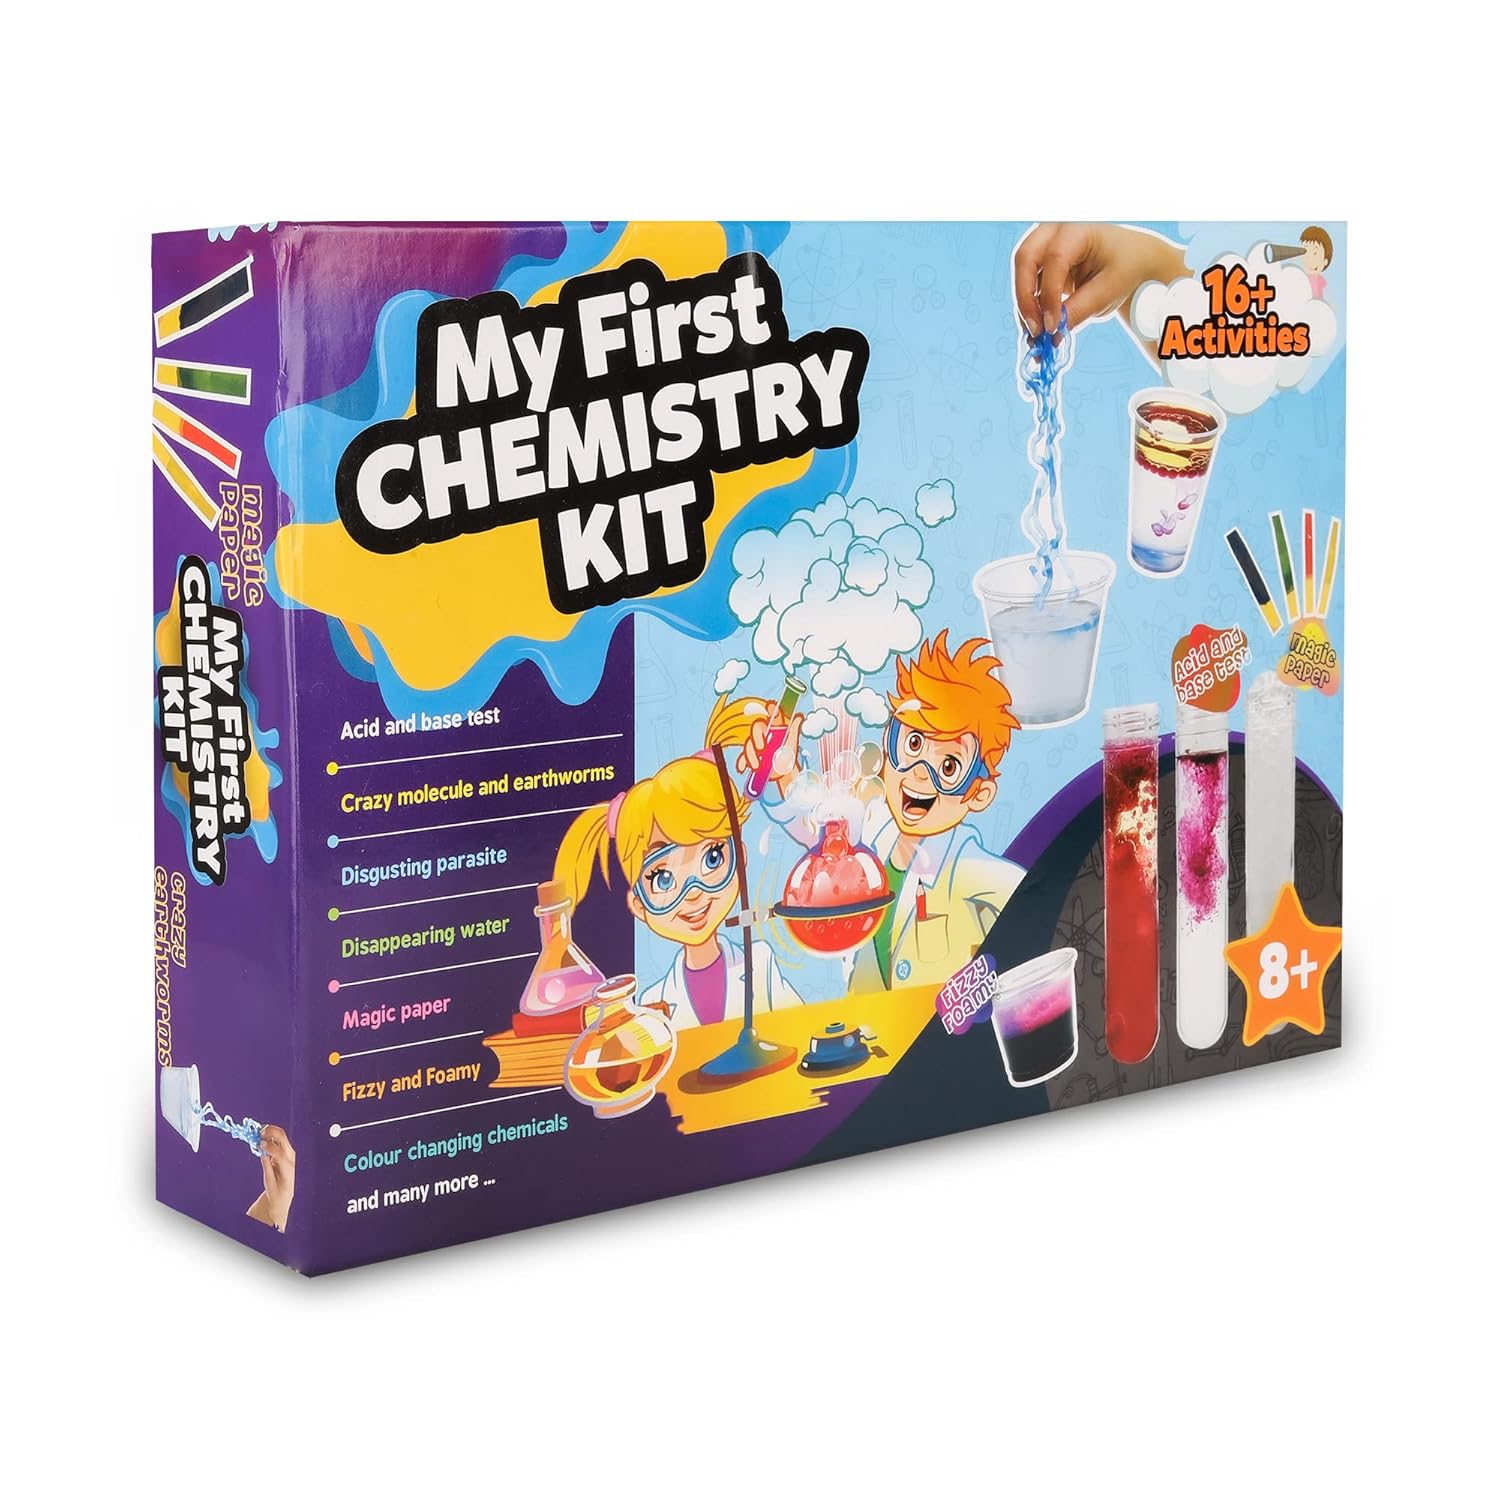 My First
CHEMISTRY
KIT
16+
Activities
Acid and base test
Crazy molecule and earthworms
Disgusting parasite
Disappearing water
Magic paper
Fizzy and Foamy
Colour changing chemicals
and many more ...
Acid and
base test
magic
paper
Fizzy
Foamy
8+
magic
paper
My First
CHEMISTRY
KIT
crazy
earthworms